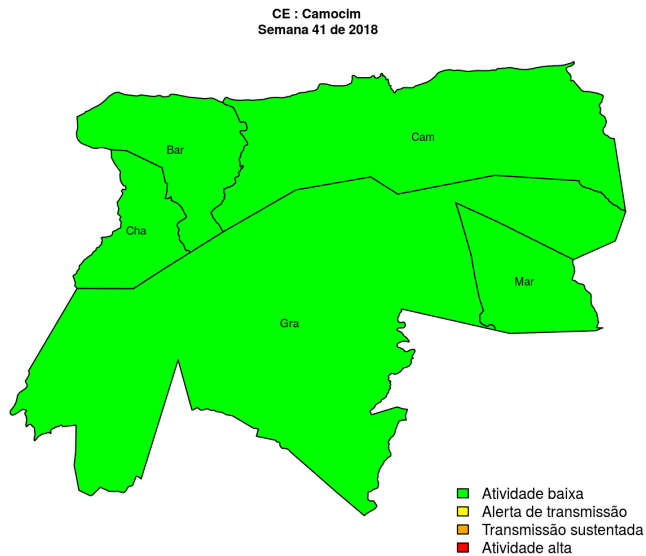 CE : Camocim
Semana 41 de 2018
Bar
Cam
Cha
Mar
Gra
Atividade baixa
Alerta de transmissão
Transmissão sustentada
Atividade alta